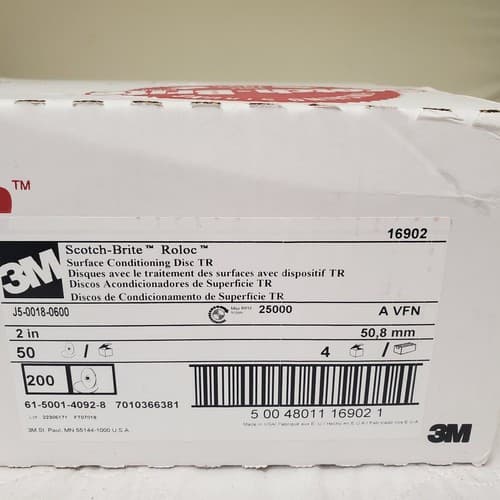 TM
16902
3M
Scotch-Brite™ Roloc™
Surface Conditioning Disc TR
Disques avec le traitement des surfaces avec dispositif TR
Discos Acondicionadores de Superfície TR
Discos de Condicionamento de Superfície TR
J5-0018-0600 25000 A VFN
2 in 50,8 mm
50 / 4 /
200
61-5001-4092-8 7010366381
5 00 48011 16902 1
3M St. Paul, MN 55144-1000 U.S.A.
3M